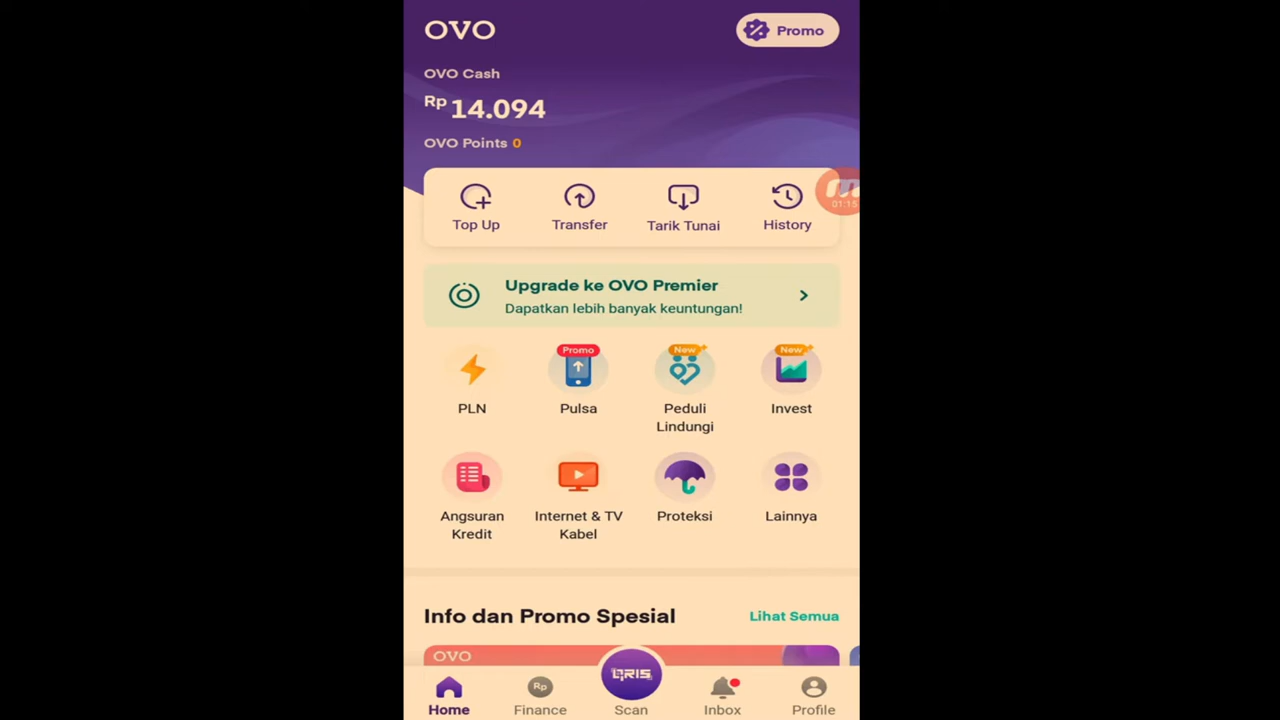 OVO
Promo
OVO Cash
Rp 14.094
OVO Points 0
01:15
Top Up
Transfer
Tarik Tunai
History
Upgrade ke OVO Premier
Dapatkan lebih banyak keuntungan!
Promo
New
New
PLN
Pulsa
Peduli
Lindungi
Invest
Angsuran
Kredit
Internet & TV
Kabel
Proteksi
Lainnya
Info dan Promo Spesial
Lihat Semua
OVO
QRIS
Rp
Home
Finance
Scan
Inbox
Profile